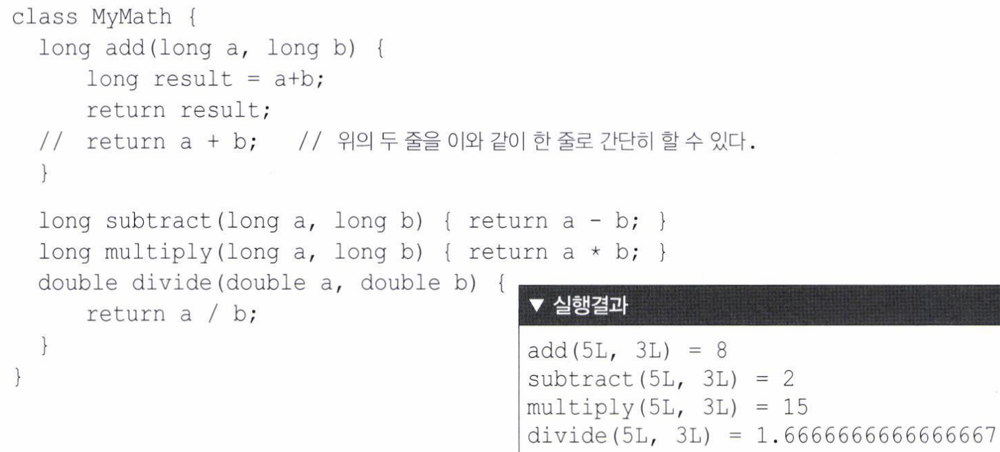 class MyMath {
  long add(long a, long b) {
      long result = a+b;
      return result;
  //  return a + b;   // 위의 두 줄을 이와 같이 한 줄로 간단히 할 수 있다.
  }

  long subtract(long a, long b) { return a - b; }
  long multiply(long a, long b) { return a * b; }
  double divide(double a, double b) {
      return a / b;
  }
}
▼ 실행결과
add(5L, 3L) = 8
subtract(5L, 3L) = 2
multiply(5L, 3L) = 15
divide(5L, 3L) = 1.6666666666666667